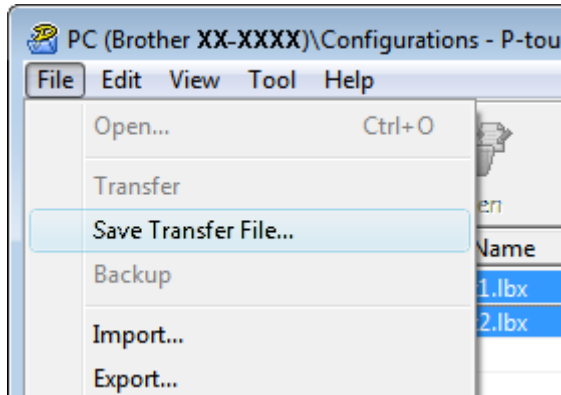 PC (Brother XX-XXXX)\Configurations - P-tou
File Edit View Tool Help
Open... Ctrl+O
Transfer
en
Save Transfer File...
Name
Backup
1.lbx
2.lbx
Import...
Export...